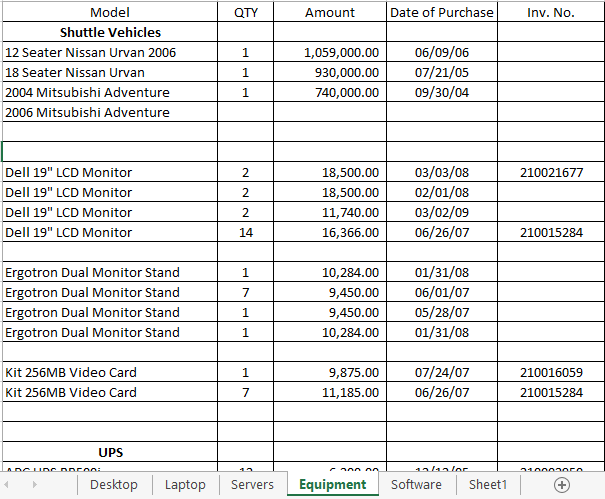 Model QTY Amount Date of Purchase Inv. No.
Shuttle Vehicles
12 Seater Nissan Urvan 2006 1 1,059,000.00 06/09/06
18 Seater Nissan Urvan 1 930,000.00 07/21/05
2004 Mitsubishi Adventure 1 740,000.00 09/30/04
2006 Mitsubishi Adventure
Dell 19" LCD Monitor 2 18,500.00 03/03/08 210021677
Dell 19" LCD Monitor 2 18,500.00 02/01/08
Dell 19" LCD Monitor 2 11,740.00 03/02/09
Dell 19" LCD Monitor 14 16,366.00 06/26/07 210015284
Ergotron Dual Monitor Stand 1 10,284.00 01/31/08
Ergotron Dual Monitor Stand 7 9,450.00 06/01/07
Ergotron Dual Monitor Stand 1 9,450.00 05/28/07
Ergotron Dual Monitor Stand 1 10,284.00 01/31/08
Kit 256MB Video Card 1 9,875.00 07/24/07 210016059
Kit 256MB Video Card 7 11,185.00 06/26/07 210015284
UPS
Desktop Laptop Servers Equipment Software Sheet1